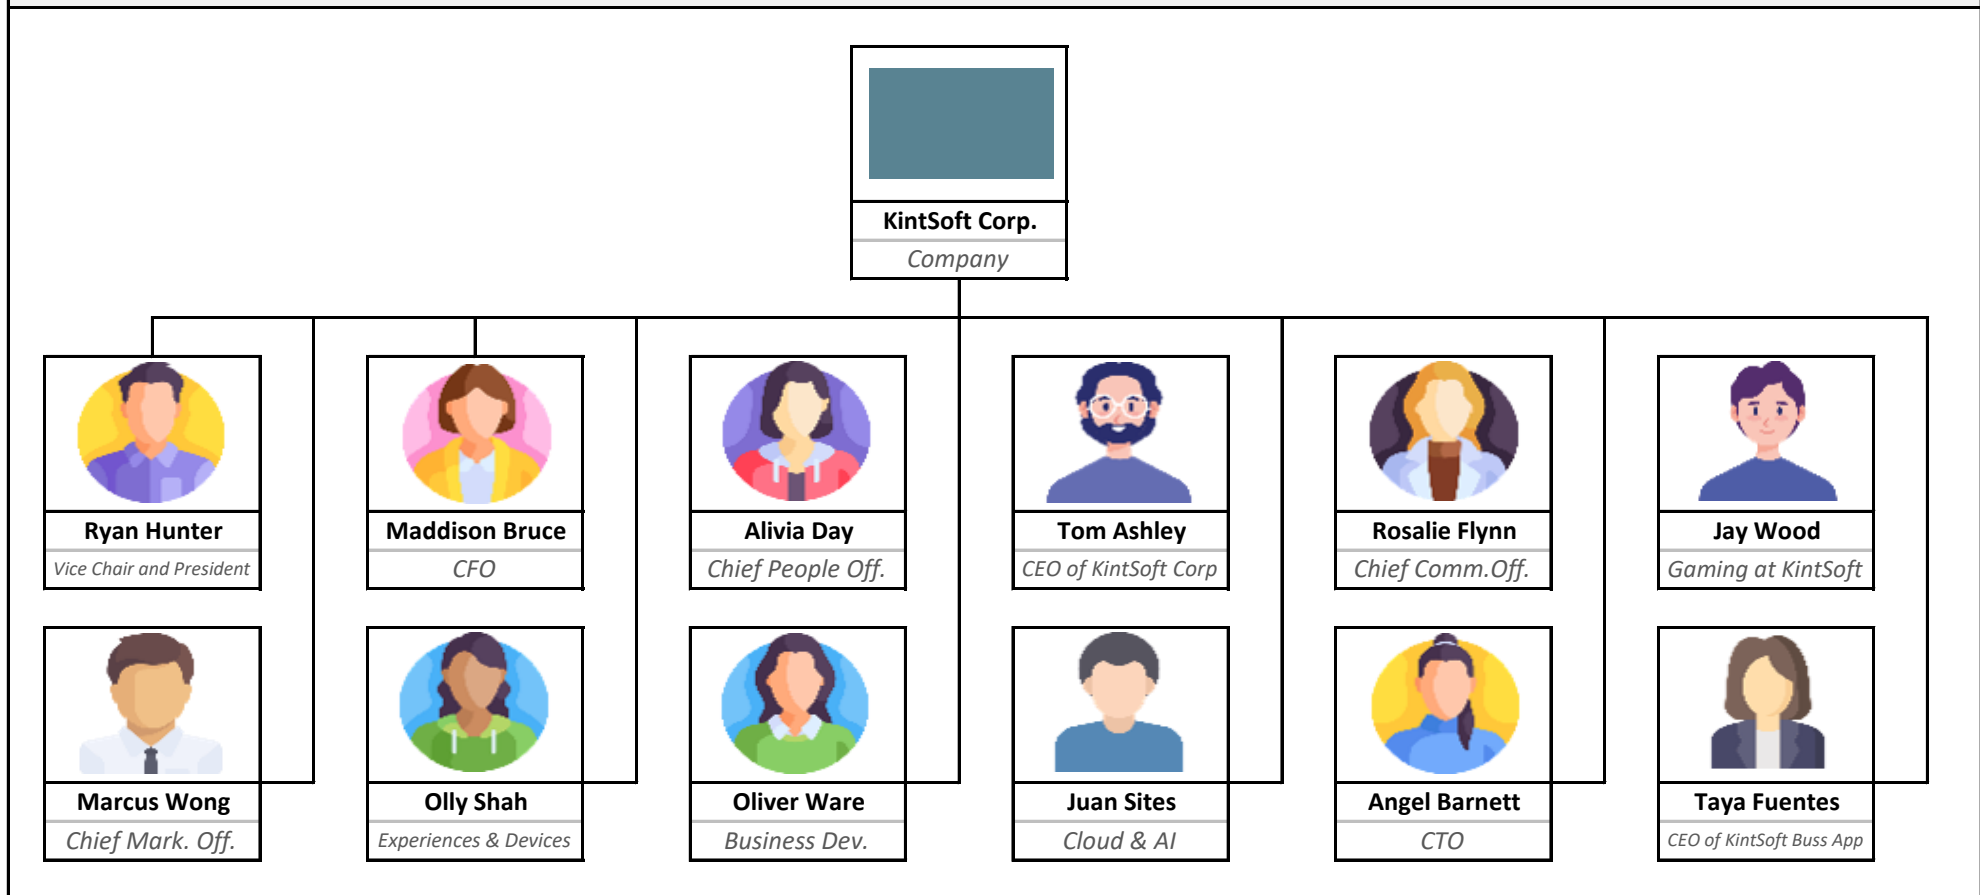 KintSoft Corp.
Company
Ryan Hunter
Vice Chair and President
Maddison Bruce
CFO
Alivia Day
Chief People Off.
Tom Ashley
CEO of KintSoft Corp
Rosalie Flynn
Chief Comm.Off.
Jay Wood
Gaming at KintSoft
Marcus Wong
Chief Mark. Off.
Olly Shah
Experiences & Devices
Oliver Ware
Business Dev.
Juan Sites
Cloud & AI
Angel Barnett
CTO
Taya Fuentes
CEO of KintSoft Buss App